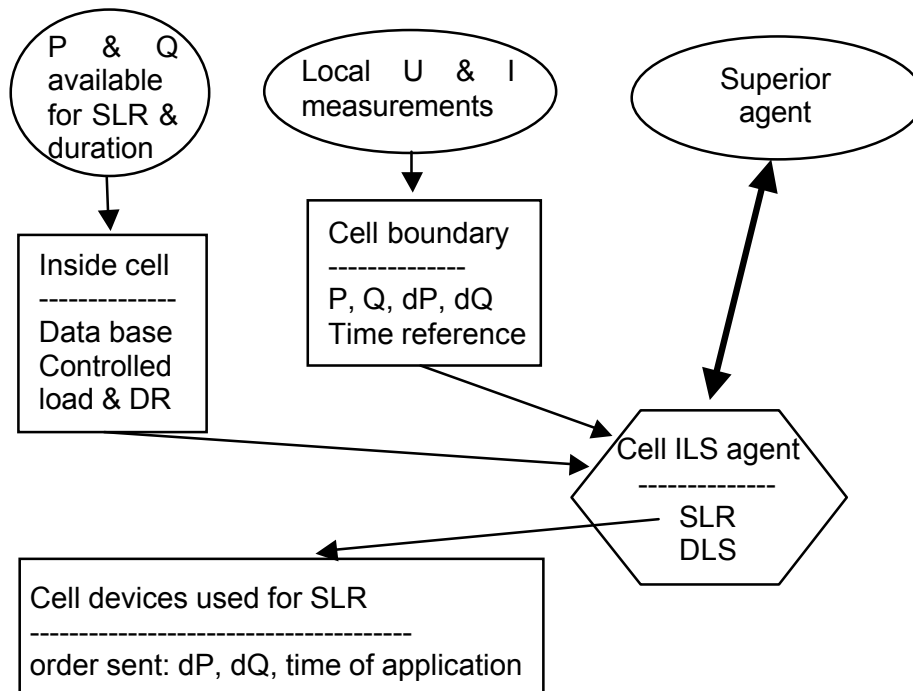 P & Q
available
for SLR &
duration
Local U & I
measurements
Superior
agent
Inside cell
--------------
Data base
Controlled
load & DR
Cell boundary
--------------
P, Q, dP, dQ
Time reference
Cell ILS agent
--------------
SLR
DLS
Cell devices used for SLR
---------------------------------------
order sent: dP, dQ, time of application